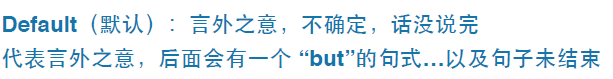 Default（默认）：言外之意，不确定，话没说完
代表言外之意，后面会有一个 “but”的句式…以及句子未结束